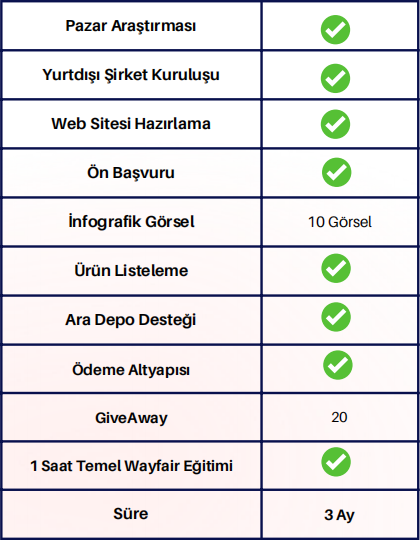 Pazar Araştırması
Yurtdışı Şirket Kuruluşu
Web Sitesi Hazırlama
Ön Başvuru
İnfografik Görsel
10 Görsel
Ürün Listeleme
Ara Depo Desteği
Ödeme Altyapısı
GiveAway
20
1 Saat Temel Wayfair Eğitimi
Süre
3 Ay